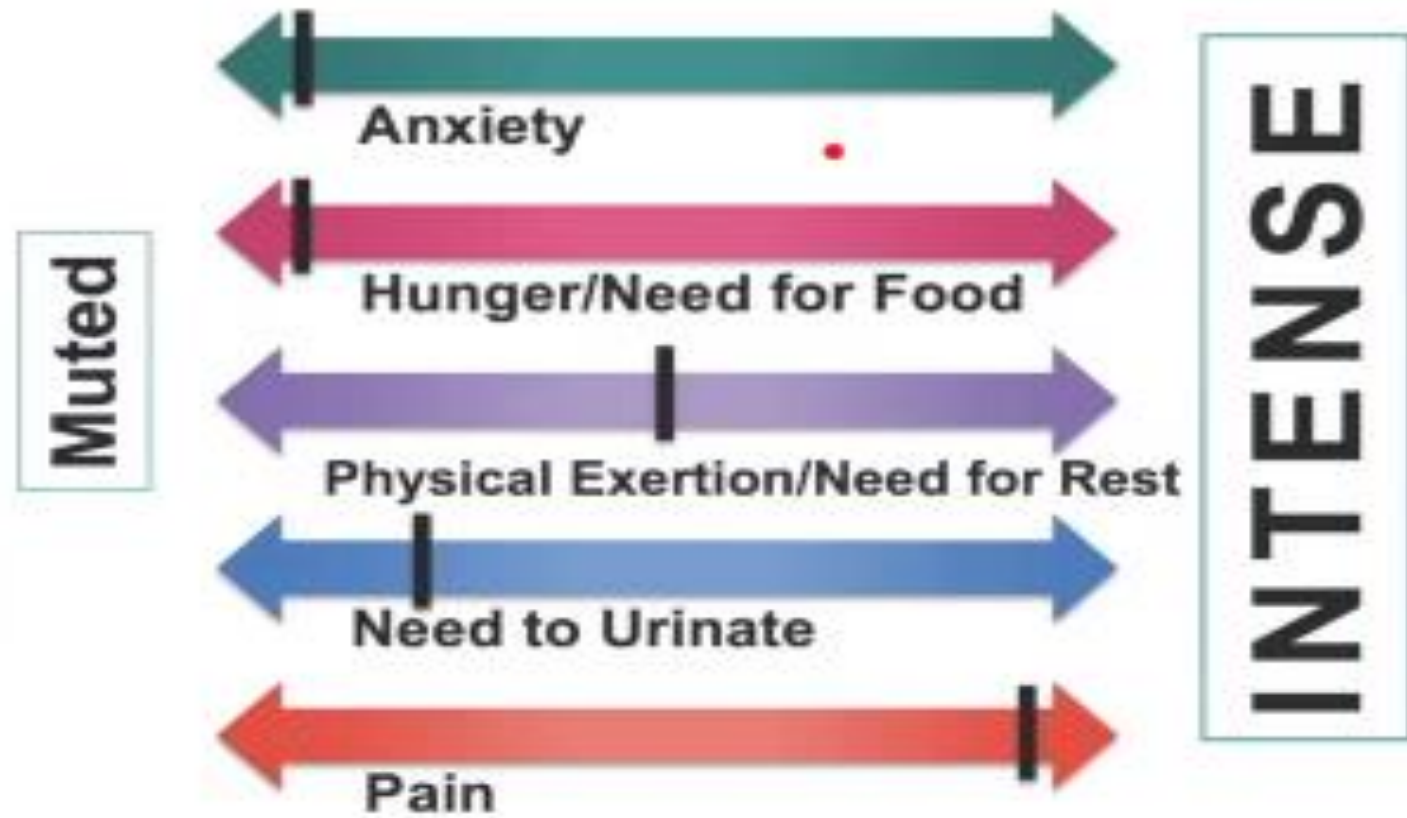 Muted
Anxiety
Hunger/Need for Food
Physical Exertion/Need for Rest
Need to Urinate
Pain
INTENSE